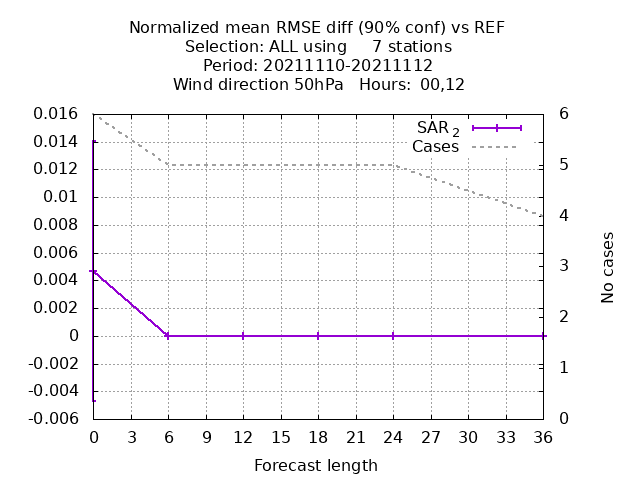 Normalized mean RMSE diff (90% conf) vs REF
Selection: ALL using     7 stations
Period: 20211110-20211112
Wind direction 50hPa   Hours: 00,12
SAR 2
Cases
0.016
0.014
0.012
0.01
0.008
0.006
0.004
0.002
0
-0.002
-0.004
-0.006
6
5
4
3
2
1
0
No cases
0 3 6 9 12 15 18 21 24 27 30 33 36
Forecast length